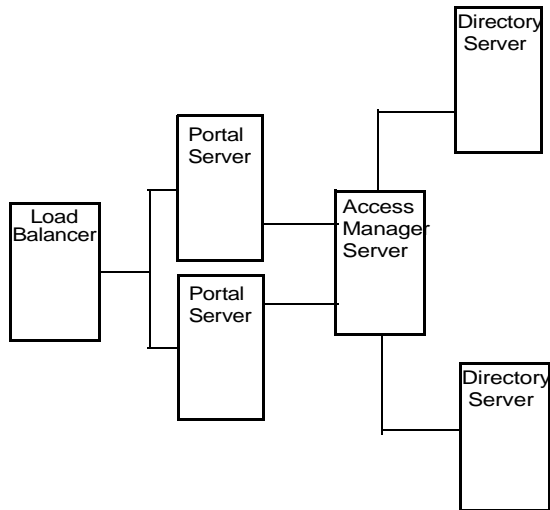 Directory
Server
Portal
Server
Load
Balancer
Access
Manager
Server
Portal
Server
Directory
Server